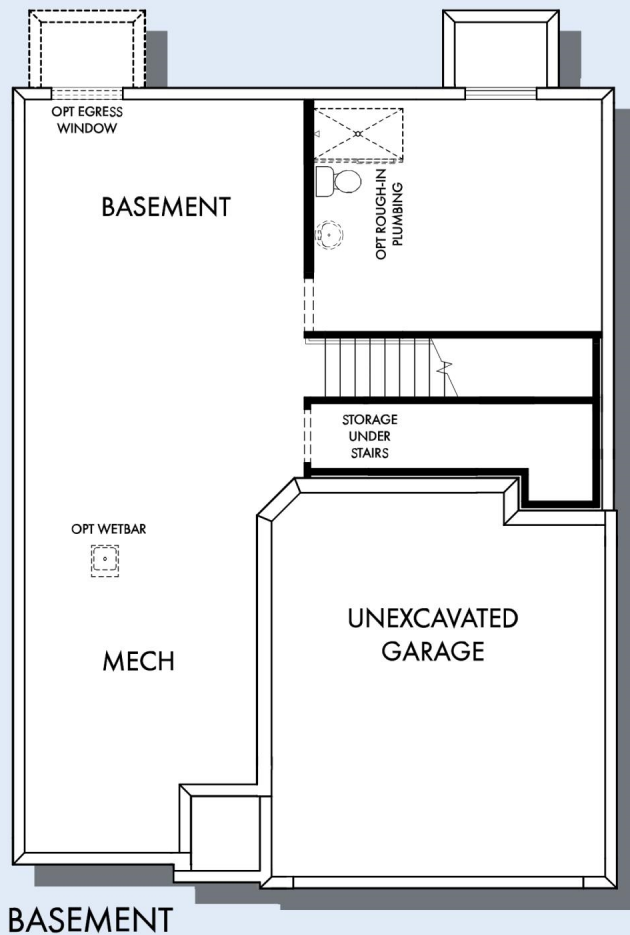 OPT EGRESS
WINDOW
BASEMENT
OPT ROUGH-IN
PLUMBING
STORAGE
UNDER
STAIRS
OPT WETBAR
MECH
UNEXCAVATED
GARAGE
BASEMENT